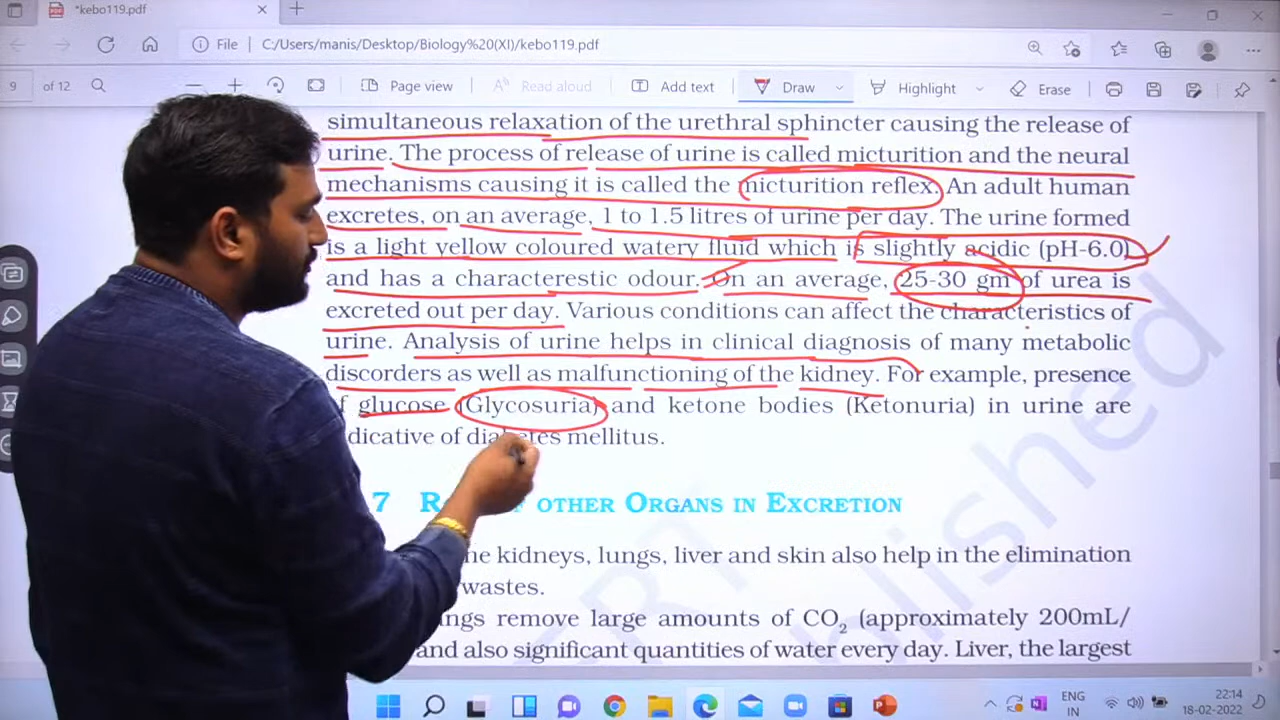 *kebo119.pdf
File C:/Users/manis/Desktop/Biology%20(XI)/kebo119.pdf
9 of 12 Page view Read aloud Add text Draw Highlight Erase
simultaneous relaxation of the urethral sphincter causing the release of
urine. The process of release of urine is called micturition and the neural
mechanisms causing it is called the micturition reflex. An adult human
excretes, on an average, 1 to 1.5 litres of urine per day. The urine formed
is a light yellow coloured watery fluid which is slightly acidic (pH-6.0)
and has a characterestic odour. On an average, 25-30 gm of urea is
excreted out per day. Various conditions can affect the characteristics of
urine. Analysis of urine helps in clinical diagnosis of many metabolic
disorders as well as malfunctioning of the kidney. For example, presence
glucose (Glycosuria) and ketone bodies (Ketonuria) in urine are
dicative of diabetes mellitus.
7 OTHER ORGANS IN EXCRETION
he kidneys, lungs, liver and skin also help in the elimination
wastes.
ngs remove large amounts of CO2 (approximately 200mL/
and also significant quantities of water every day. Liver, the largest
lished
ENG
IN
22:14
18-02-2022